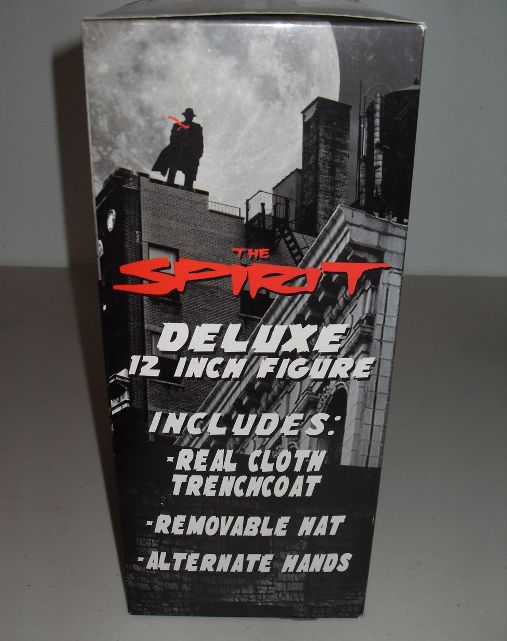 THE
SPIRIT
DELUXE
12 INCH FIGURE
INCLUDES:
-REAL CLOTH
TRENCHCOAT
-REMOVABLE HAT
-ALTERNATE HANDS